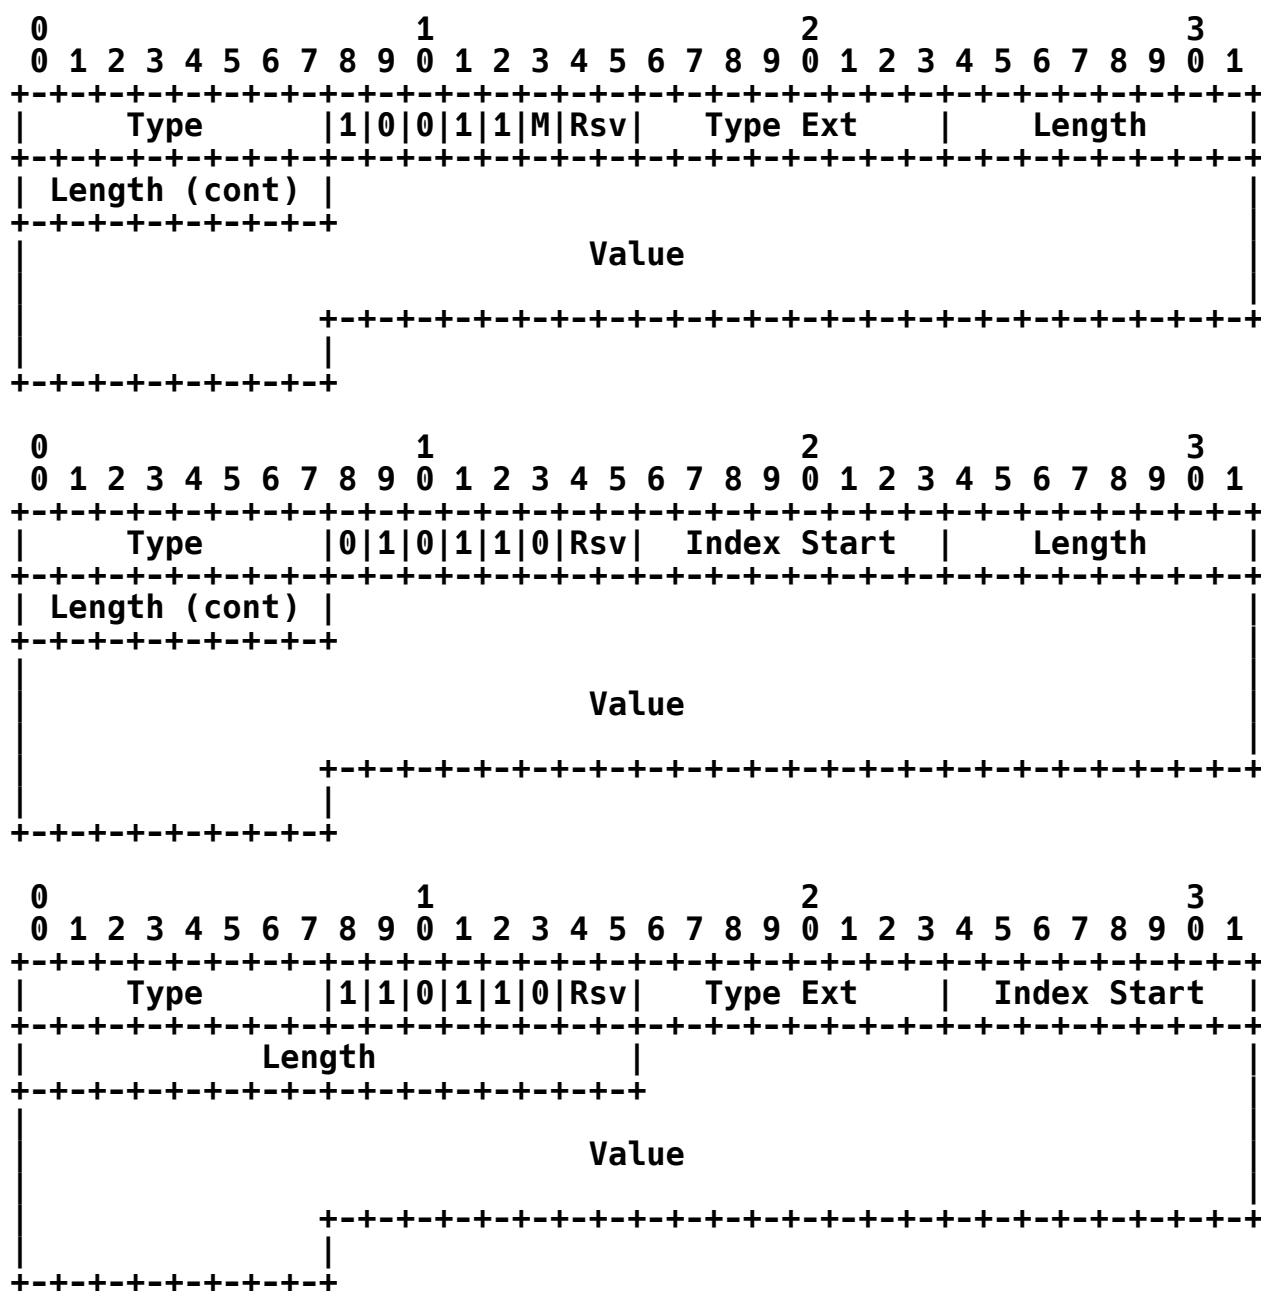 0                   1                   2                   3
 0 1 2 3 4 5 6 7 8 9 0 1 2 3 4 5 6 7 8 9 0 1 2 3 4 5 6 7 8 9 0 1
+-+-+-+-+-+-+-+-+-+-+-+-+-+-+-+-+-+-+-+-+-+-+-+-+-+-+-+-+-+-+-+-+
|     Type      |1|0|0|1|1|M|Rsv|   Type Ext    |    Length     |
+-+-+-+-+-+-+-+-+-+-+-+-+-+-+-+-+-+-+-+-+-+-+-+-+-+-+-+-+-+-+-+-+
| Length (cont) |                                               |
+-+-+-+-+-+-+-+-+                                               |
|                             Value                             |
|                                                               |
|               +-+-+-+-+-+-+-+-+-+-+-+-+-+-+-+-+-+-+-+-+-+-+-+-+
|               |
+-+-+-+-+-+-+-+-+

 0                   1                   2                   3
 0 1 2 3 4 5 6 7 8 9 0 1 2 3 4 5 6 7 8 9 0 1 2 3 4 5 6 7 8 9 0 1
+-+-+-+-+-+-+-+-+-+-+-+-+-+-+-+-+-+-+-+-+-+-+-+-+-+-+-+-+-+-+-+-+
|     Type      |0|1|0|1|1|0|Rsv|  Index Start  |    Length     |
+-+-+-+-+-+-+-+-+-+-+-+-+-+-+-+-+-+-+-+-+-+-+-+-+-+-+-+-+-+-+-+-+
| Length (cont) |                                               |
+-+-+-+-+-+-+-+-+                                               |
|                                                               |
|                             Value                             |
|                                                               |
|               +-+-+-+-+-+-+-+-+-+-+-+-+-+-+-+-+-+-+-+-+-+-+-+-+
|               |
+-+-+-+-+-+-+-+-+

 0                   1                   2                   3
 0 1 2 3 4 5 6 7 8 9 0 1 2 3 4 5 6 7 8 9 0 1 2 3 4 5 6 7 8 9 0 1
+-+-+-+-+-+-+-+-+-+-+-+-+-+-+-+-+-+-+-+-+-+-+-+-+-+-+-+-+-+-+-+-+
|     Type      |1|1|0|1|1|0|Rsv|   Type Ext    |  Index Start  |
+-+-+-+-+-+-+-+-+-+-+-+-+-+-+-+-+-+-+-+-+-+-+-+-+-+-+-+-+-+-+-+-+
|            Length             |                               |
+-+-+-+-+-+-+-+-+-+-+-+-+-+-+-+-+                               |
|                                                               |
|                             Value                             |
|                                                               |
|               +-+-+-+-+-+-+-+-+-+-+-+-+-+-+-+-+-+-+-+-+-+-+-+-+
|               |
+-+-+-+-+-+-+-+-+